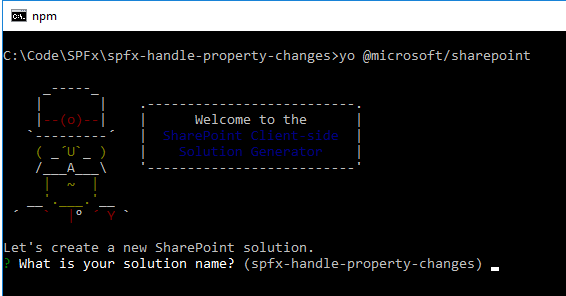 npm
C:\Code\SPFx\spfx-handle-property-changes>yo @microsoft/sharepoint
Welcome to the
SharePoint Client-side
Solution Generator
Let's create a new SharePoint solution.
? What is your solution name? (spfx-handle-property-changes)